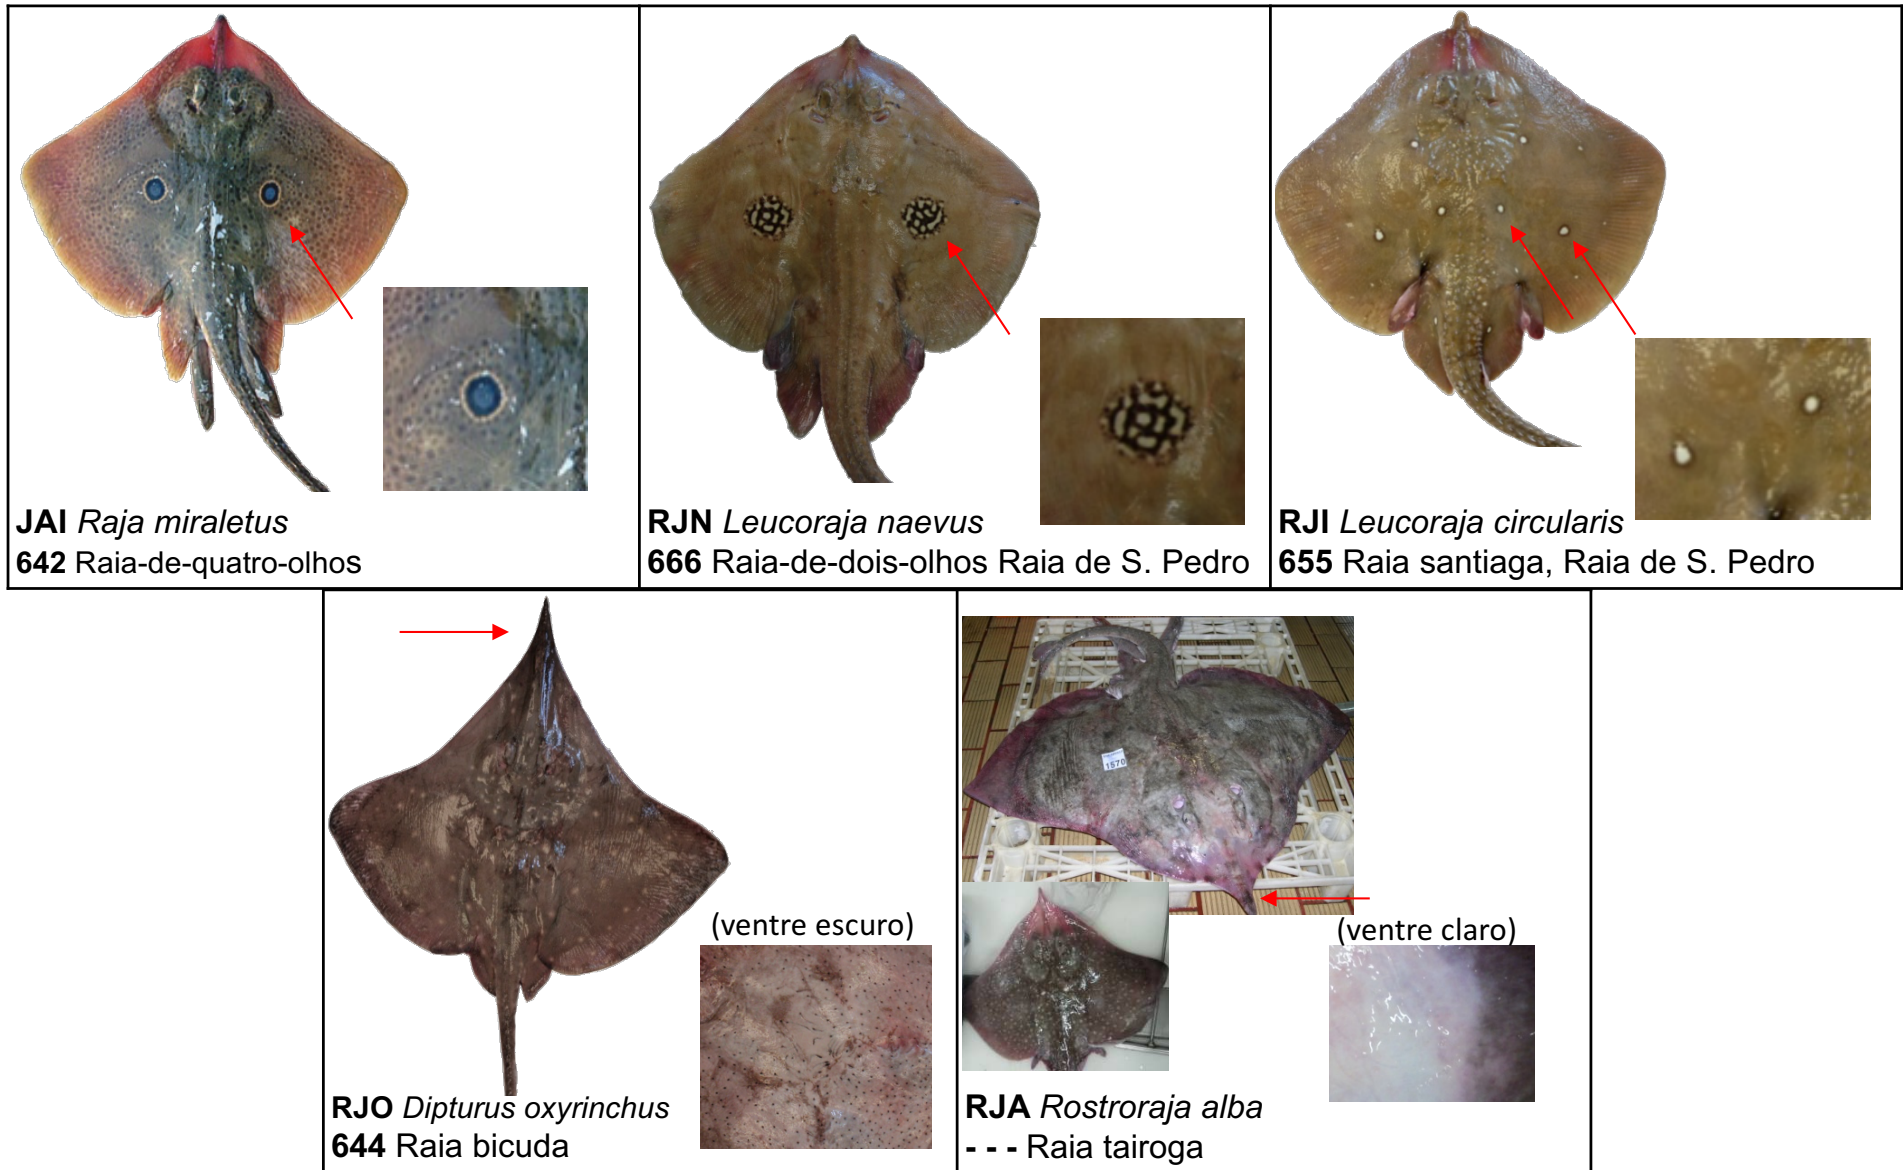 JAI Raja miraletus
642 Raia-de-quatro-olhos
RJN Leucoraja naevus
666 Raia-de-dois-olhos Raia de S. Pedro
RJI Leucoraja circularis
655 Raia santiaga, Raia de S. Pedro
(ventre escuro)
RJO Dipturus oxyrinchus
644 Raia bicuda
1570
(ventre claro)
RJA Rostroraja alba
- - - Raia tairoga